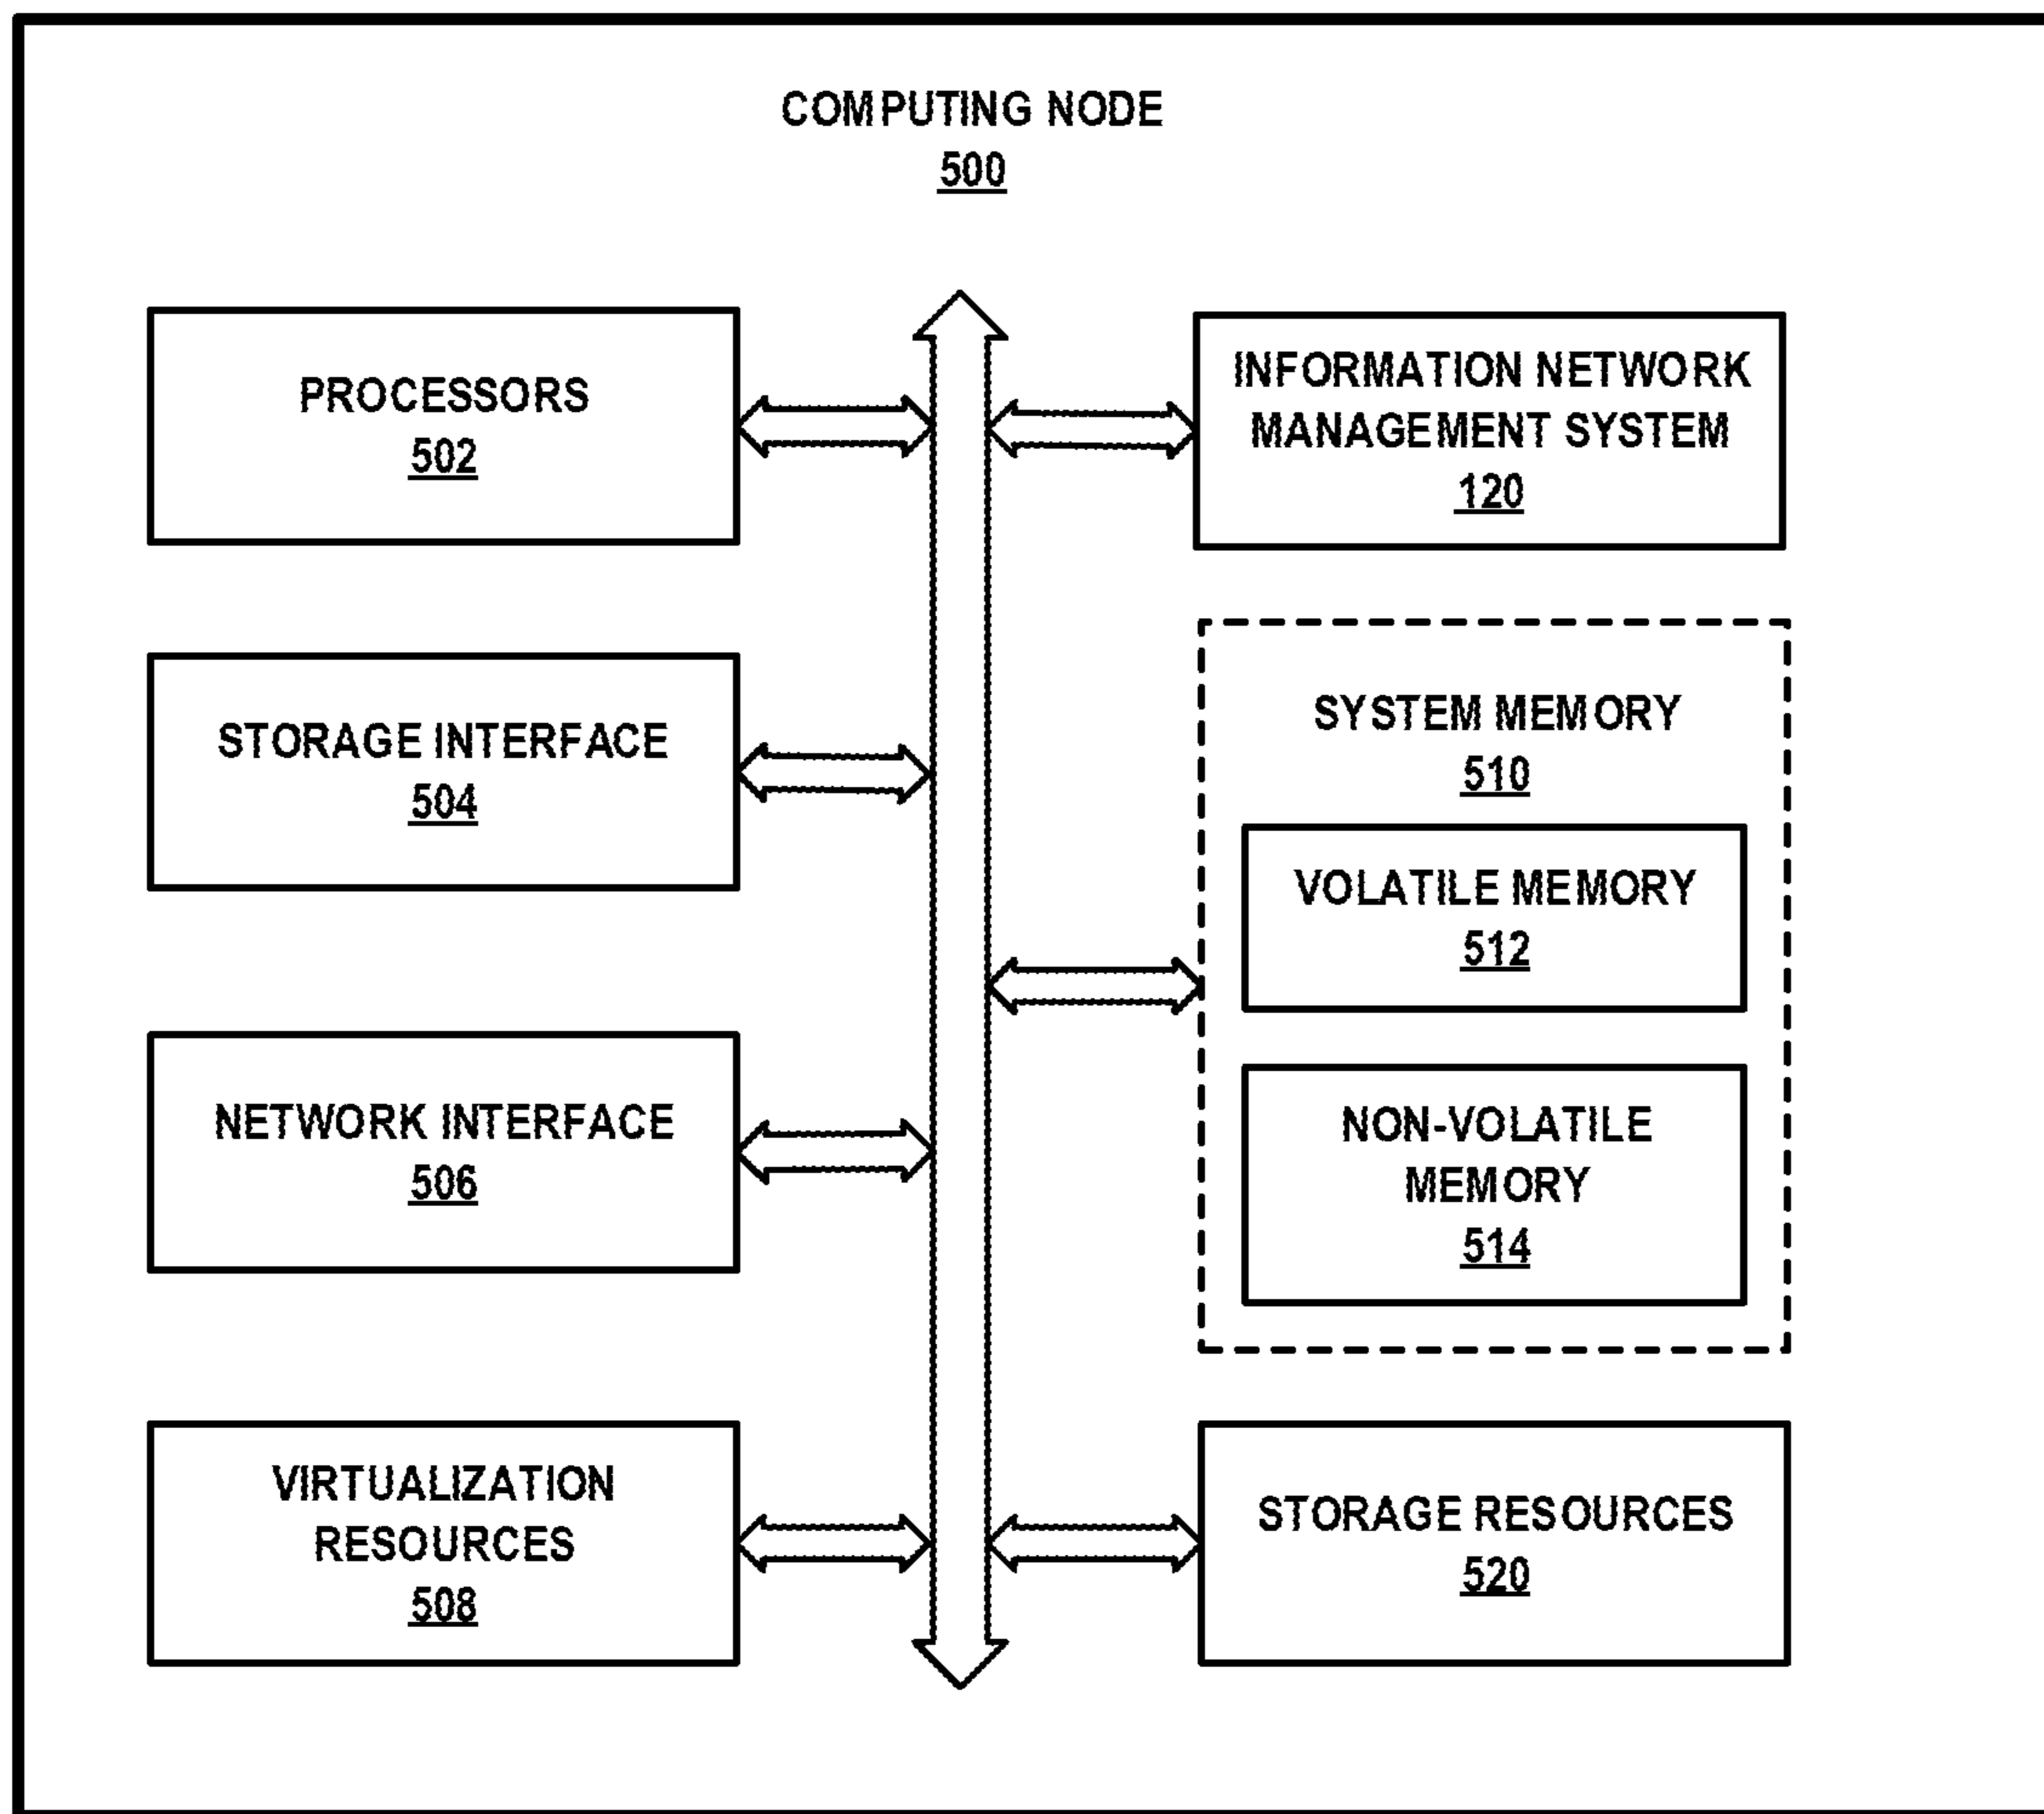 COMPUTING NODE
500
PROCESSORS
502
INFORMATION NETWORK
MANAGEMENT SYSTEM
120
STORAGE INTERFACE
504
SYSTEM MEMORY
510
VOLATILE MEMORY
512
NETWORK INTERFACE
506
NON-VOLATILE
MEMORY
514
VIRTUALIZATION
RESOURCES
508
STORAGE RESOURCES
520